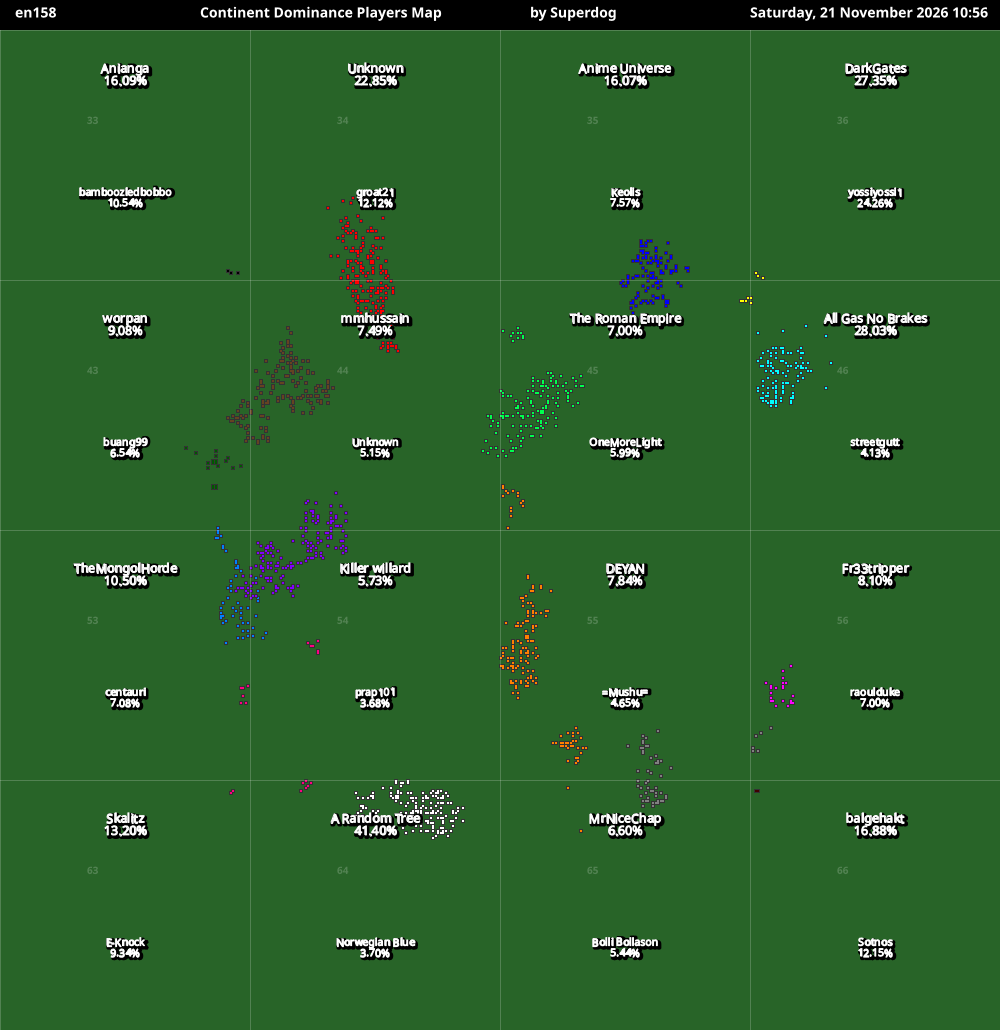 en158 Continent Dominance Players Map by Superdog Saturday, 21 November 2026 10:56
Anianga Unknown Anime Universe DarkGates
16.09% 22.85% 16.07% 27.35%
33 34 35 36
bamboozledbobbo groat21 Keolis yossiyossi1
10.54% 12.12% 7.57% 24.26%
worpan mmhussain The Roman Empire All Gas No Brakes
9.08% 7.49% 7.00% 28.03%
43 44 45 46
buang99 Unknown OneMoreLight streetgutt
6.54% 5.15% 5.99% 4.13%
TheMongolHorde Killer willard DEYAN Fr33tripper
10.50% 5.73% 7.84% 8.10%
53 54 55 56
centauri prap101 =Mushu= raoulduke
7.08% 3.68% 4.65% 7.00%
Skalitz A Random Tree MrNiceChap balgehakt
13.20% 41.40% 6.60% 16.88%
63 64 65 66
E-Knock Norwegian Blue Bolli Bollason Sotnos
9.34% 3.70% 5.44% 12.15%